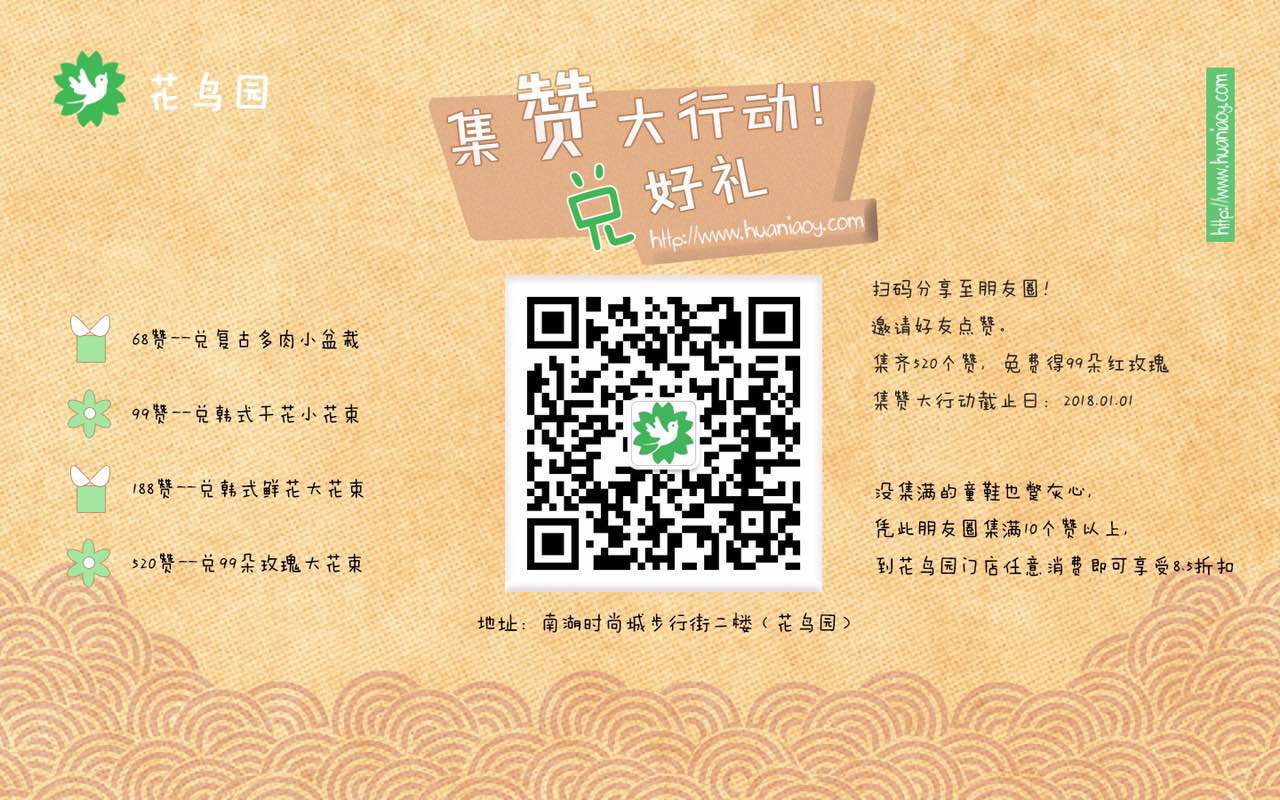 花鸟园
集赞大行动!
兑好礼
http://www.huaniaoy.com
http://www.huaniaoy.com
68赞--兑复古多肉小盆栽
99赞--兑韩式干花小花束
188赞--兑韩式鲜花大花束
520赞--兑99朵玫瑰大花束
扫码分享至朋友圈!
邀请好友点赞。
集齐520个赞,免费得99朵红玫瑰
集赞大行动截止日:2018.01.01
没集满的童鞋也蹩灰心,
凭此朋友圈集满10个赞以上,
到花鸟园门店任意消费即可享受8.5折扣
地址:南湖时尚城步行街二楼(花鸟园)